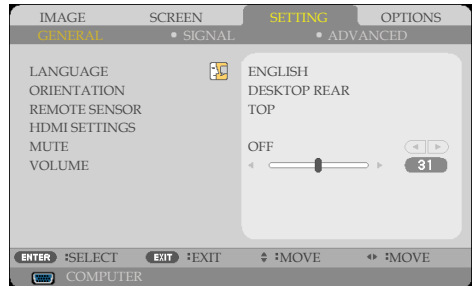 IMAGE SCREEN SETTING OPTIONS
GENERAL • SIGNAL • ADVANCED
LANGUAGE ENGLISH
ORIENTATION DESKTOP REAR
REMOTE SENSOR TOP
HDMI SETTINGS
MUTE OFF
VOLUME 31
ENTER :SELECT EXIT :EXIT :MOVE :MOVE
COMPUTER